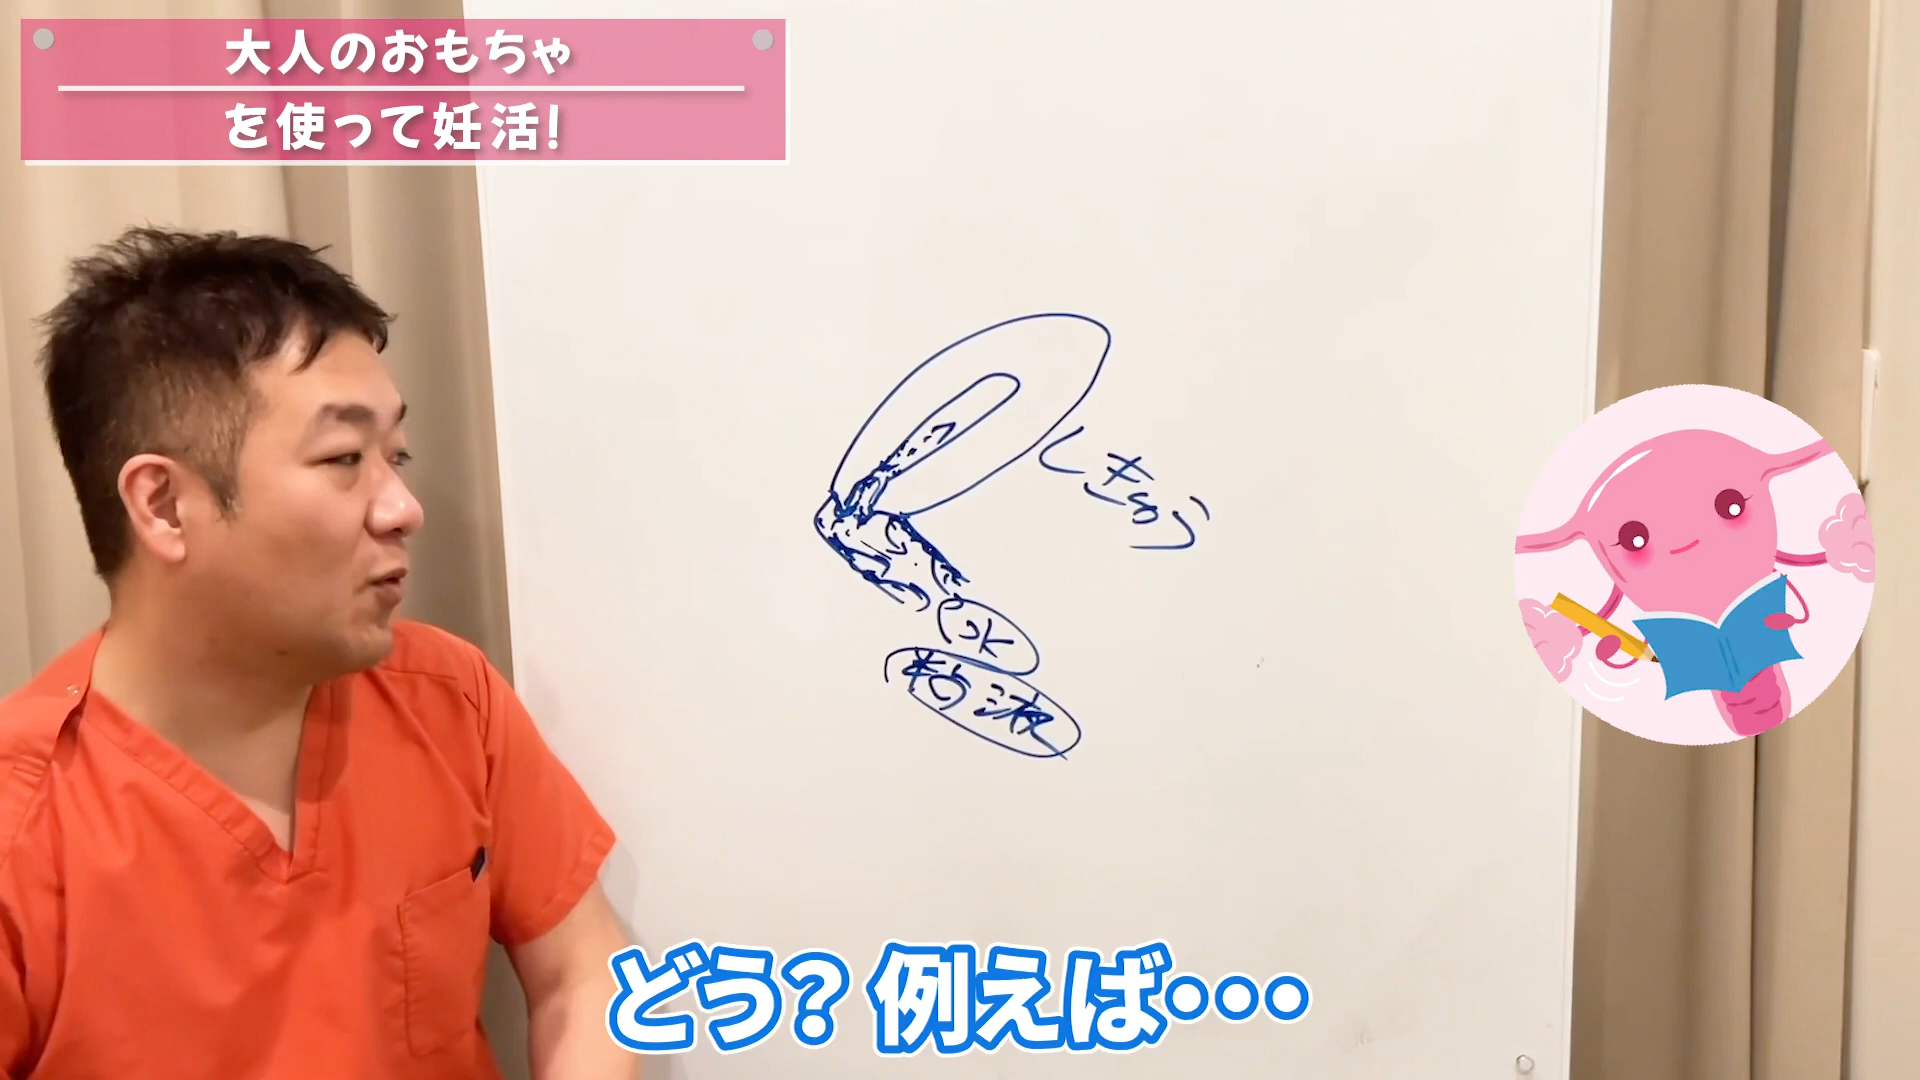 大人のおもちゃ
を使って妊活!
しきゅう
水
粘液
どう?例えば・・・